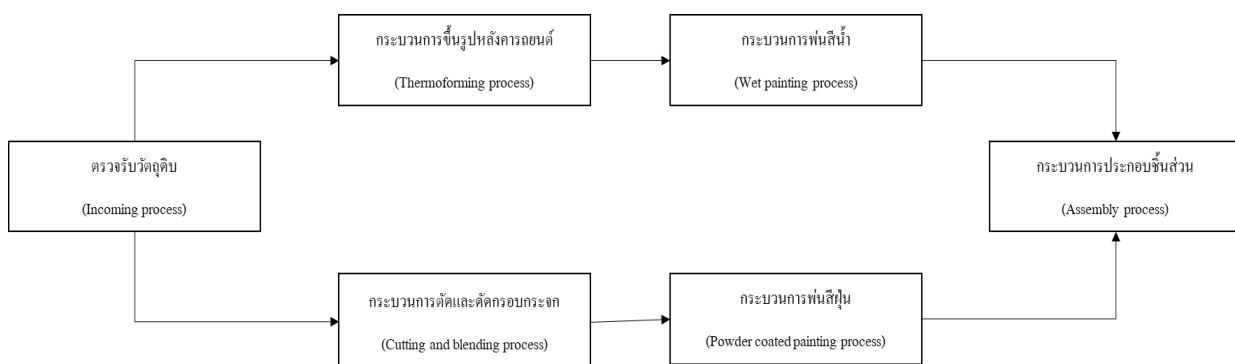 กระบวนการขึ้นรูปหลังคารถยนต์
(Thermoforming process)
กระบวนการพ่นสีน้ำ
(Wet painting process)
ตรวจรับวัตถุดิบ
(Incoming process)
กระบวนการประกอบชิ้นส่วน
(Assembly process)
กระบวนการตัดและดัดกรอบกระจก
(Cutting and blending process)
กระบวนการพ่นสีฝุ่น
(Powder coated painting process)